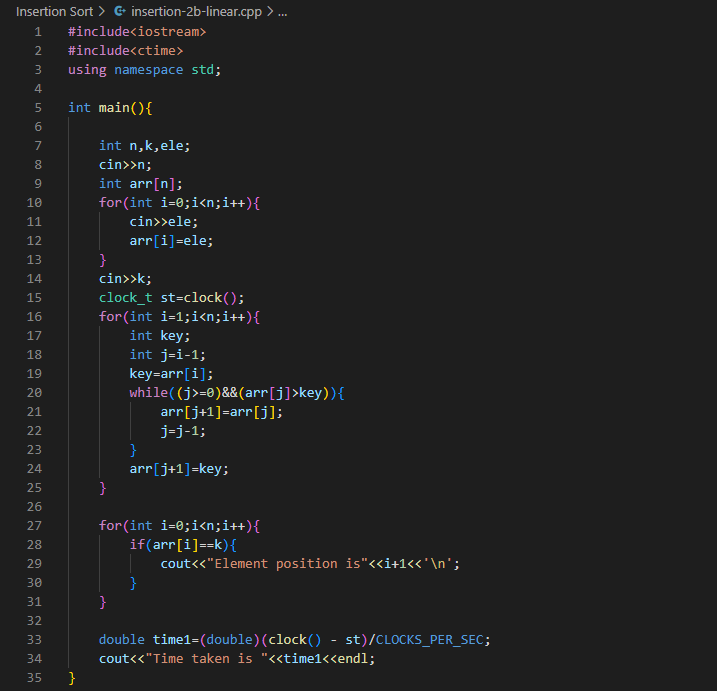 Insertion Sort > insertion-2b-linear.cpp > ...
1 #include<iostream>
2 #include<ctime>
3 using namespace std;
4
5 int main(){
6
7     int n,k,ele;
8     cin>>n;
9     int arr[n];
10     for(int i=0;i<n;i++){
11         cin>>ele;
12         arr[i]=ele;
13     }
14     cin>>k;
15     clock_t st=clock();
16     for(int i=1;i<n;i++){
17         int key;
18         int j=i-1;
19         key=arr[i];
20         while((j>=0)&&(arr[j]>key)){
21             arr[j+1]=arr[j];
22             j=j-1;
23         }
24         arr[j+1]=key;
25     }
26
27     for(int i=0;i<n;i++){
28         if(arr[i]==k){
29             cout<<"Element position is"<<i+1<<'\n';
30         }
31     }
32
33     double time1=(double)(clock() - st)/CLOCKS_PER_SEC;
34     cout<<"Time taken is "<<time1<<endl;
35 }